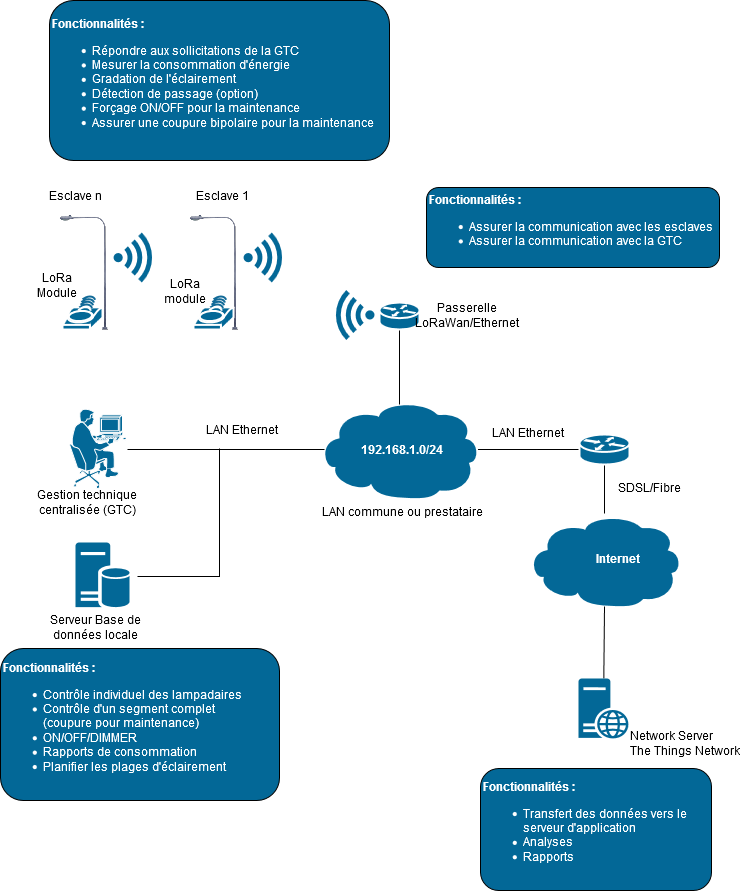 Fonctionnalités :
Répondre aux sollicitations de la GTC
Mesurer la consommation d'énergie
Gradation de l'éclairement
Détection de passage (option)
Forçage ON/OFF pour la maintenance
Assurer une coupure bipolaire pour la maintenance
Esclave n
Esclave 1
LoRa
Module
LoRa
module
Fonctionnalités :
Assurer la communication avec les esclaves
Assurer la communication avec la GTC
Passerelle
LoRaWan/Ethernet
LAN Ethernet
192.168.1.0/24
LAN Ethernet
LAN commune ou prestataire
SDSL/Fibre
Internet
Gestion technique
centralisée (GTC)
Serveur Base de
données locale
Fonctionnalités :
Contrôle individuel des lampadaires
Contrôle d'un segment complet
(coupure pour maintenance)
ON/OFF/DIMMER
Rapports de consommation
Planifier les plages d'éclairement
Network Server
The Things Network
Fonctionnalités :
Transfert des données vers le
serveur d'application
Analyses
Rapports